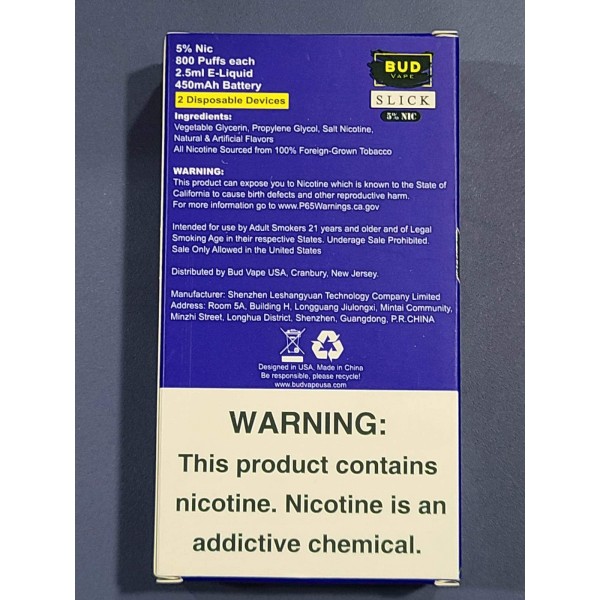 5% Nic
800 Puffs each
2.5ml E-Liquid
450mAh Battery
2 Disposable Devices
BUD
VAPE
SLICK
5% NIC
Ingredients:
Vegetable Glycerin, Propylene Glycol, Salt Nicotine,
Natural & Artificial Flavors
All Nicotine Sourced from 100% Foreign-Grown Tobacco
WARNING:
This product can expose you to Nicotine which is known to the State of
California to cause birth defects and other reproductive harm.
For more information go to www.P65Warnings.ca.gov
Intended for use by Adult Smokers 21 years and older and of Legal
Smoking Age in their respective States. Underage Sale Prohibited.
Sale Only Allowed in the United States
Distributed by Bud Vape USA, Cranbury, New Jersey.
Manufacturer: Shenzhen Leshangyuan Technology Company Limited
Address: Room 5A, Building H, Longguang Jiulongxi, Mintai Community,
Minzhi Street, Longhua District, Shenzhen, Guangdong, P.R.CHINA
Designed in USA, Made in China
Be responsible, please recycle!
www.budvapeusa.com
WARNING:
This product contains
nicotine. Nicotine is an
addictive chemical.